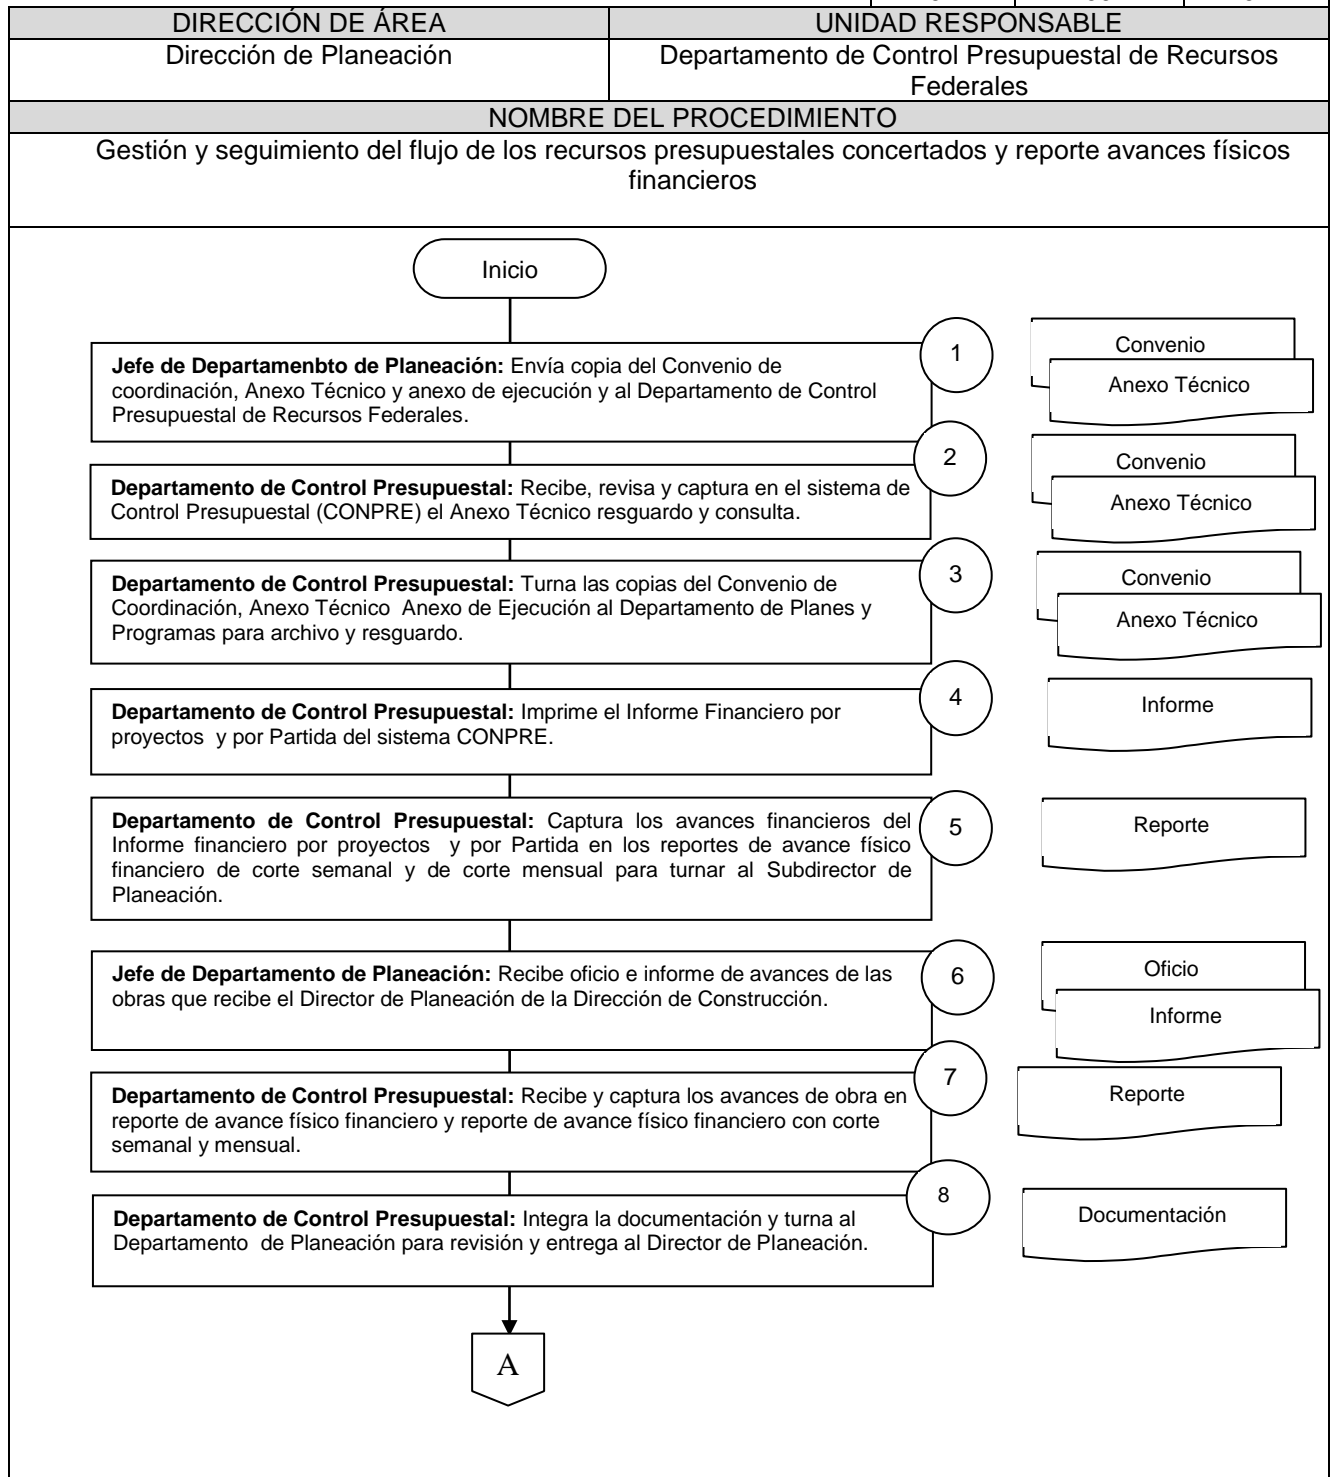 DIRECCIÓN DE ÁREA
UNIDAD RESPONSABLE
Dirección de Planeación
Departamento de Control Presupuestal de Recursos
Federales
NOMBRE DEL PROCEDIMIENTO
Gestión y seguimiento del flujo de los recursos presupuestales concertados y reporte avances físicos
financieros
Inicio
1
Convenio
Anexo Técnico
Jefe de Departamenbto de Planeación: Envía copia del Convenio de
coordinación, Anexo Técnico y anexo de ejecución y al Departamento de Control
Presupuestal de Recursos Federales.
2
Convenio
Anexo Técnico
Departamento de Control Presupuestal: Recibe, revisa y captura en el sistema de
Control Presupuestal (CONPRE) el Anexo Técnico resguardo y consulta.
3
Convenio
Anexo Técnico
Departamento de Control Presupuestal: Turna las copias del Convenio de
Coordinación, Anexo Técnico  Anexo de Ejecución al Departamento de Planes y
Programas para archivo y resguardo.
4
Informe
Departamento de Control Presupuestal: Imprime el Informe Financiero por
proyectos  y por Partida del sistema CONPRE.
5
Reporte
Departamento de Control Presupuestal: Captura los avances financieros del
Informe financiero por proyectos  y por Partida en los reportes de avance físico
financiero de corte semanal y de corte mensual para turnar al Subdirector de
Planeación.
6
Oficio
Informe
Jefe de Departamento de Planeación: Recibe oficio e informe de avances de las
obras que recibe el Director de Planeación de la Dirección de Construcción.
7
Reporte
Departamento de Control Presupuestal: Recibe y captura los avances de obra en
reporte de avance físico financiero y reporte de avance físico financiero con corte
semanal y mensual.
8
Documentación
Departamento de Control Presupuestal: Integra la documentación y turna al
Departamento  de Planeación para revisión y entrega al Director de Planeación.
A